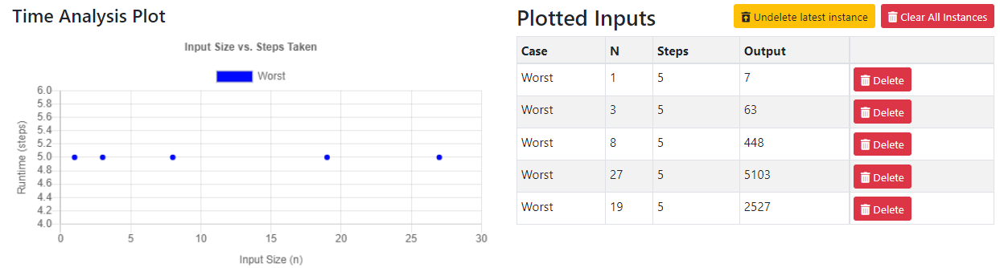 Time Analysis Plot
Input Size vs. Steps Taken
Worst
6.0
5.8
5.6
5.4
5.2
5.0
4.8
4.6
4.4
4.2
4.0
Runtime (steps)
0 5 10 15 20 25 30
Input Size (n)
Plotted Inputs
Undelete latest instance
Clear All Instances
Case N Steps Output
Worst 1 5 7 Delete
Worst 3 5 63 Delete
Worst 8 5 448 Delete
Worst 27 5 5103 Delete
Worst 19 5 2527 Delete